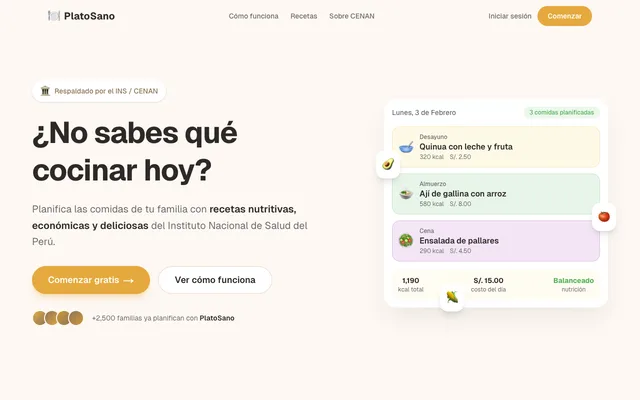 PlatoSano
Cómo funciona
Recetas
Sobre CENAN
Iniciar sesión
Comenzar
Respaldado por el INS / CENAN
¿No sabes qué
cocinar hoy?
Planifica las comidas de tu familia con recetas nutritivas,
económicas y deliciosas del Instituto Nacional de Salud del
Perú.
Comenzar gratis →
Ver cómo funciona
+2,500 familias ya planifican con PlatoSano
Lunes, 3 de Febrero
3 comidas planificadas
Desayuno
Quinua con leche y fruta
320 kcal S/. 2.50
Almuerzo
Ají de gallina con arroz
580 kcal S/. 8.00
Cena
Ensalada de pallares
290 kcal S/. 4.50
1,190
kcal total
S/. 15.00
costo del día
Balanceado
nutrición